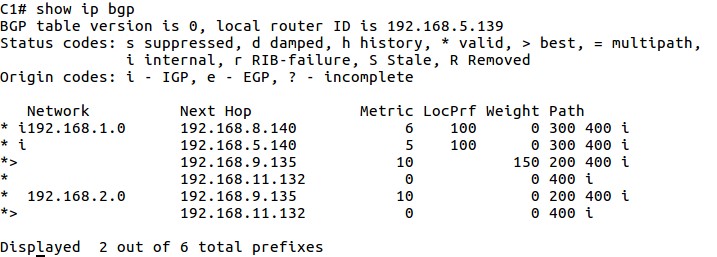 C1# show ip bgp
BGP table version is 0, local router ID is 192.168.5.139
Status codes: s suppressed, d damped, h history, * valid, > best, = multipath,
              i internal, r RIB-failure, S Stale, R Removed
Origin codes: i - IGP, e - EGP, ? - incomplete

   Network          Next Hop            Metric LocPrf Weight Path
* i192.168.1.0      192.168.8.140            6    100      0 300 400 i
* i                 192.168.5.140            5    100      0 300 400 i
*>                  192.168.9.135           10           150 200 400 i
*                   192.168.11.132           0             0 400 i
*  192.168.2.0      192.168.9.135           10             0 200 400 i
*>                  192.168.11.132           0             0 400 i

Displayed  2 out of 6 total prefixes